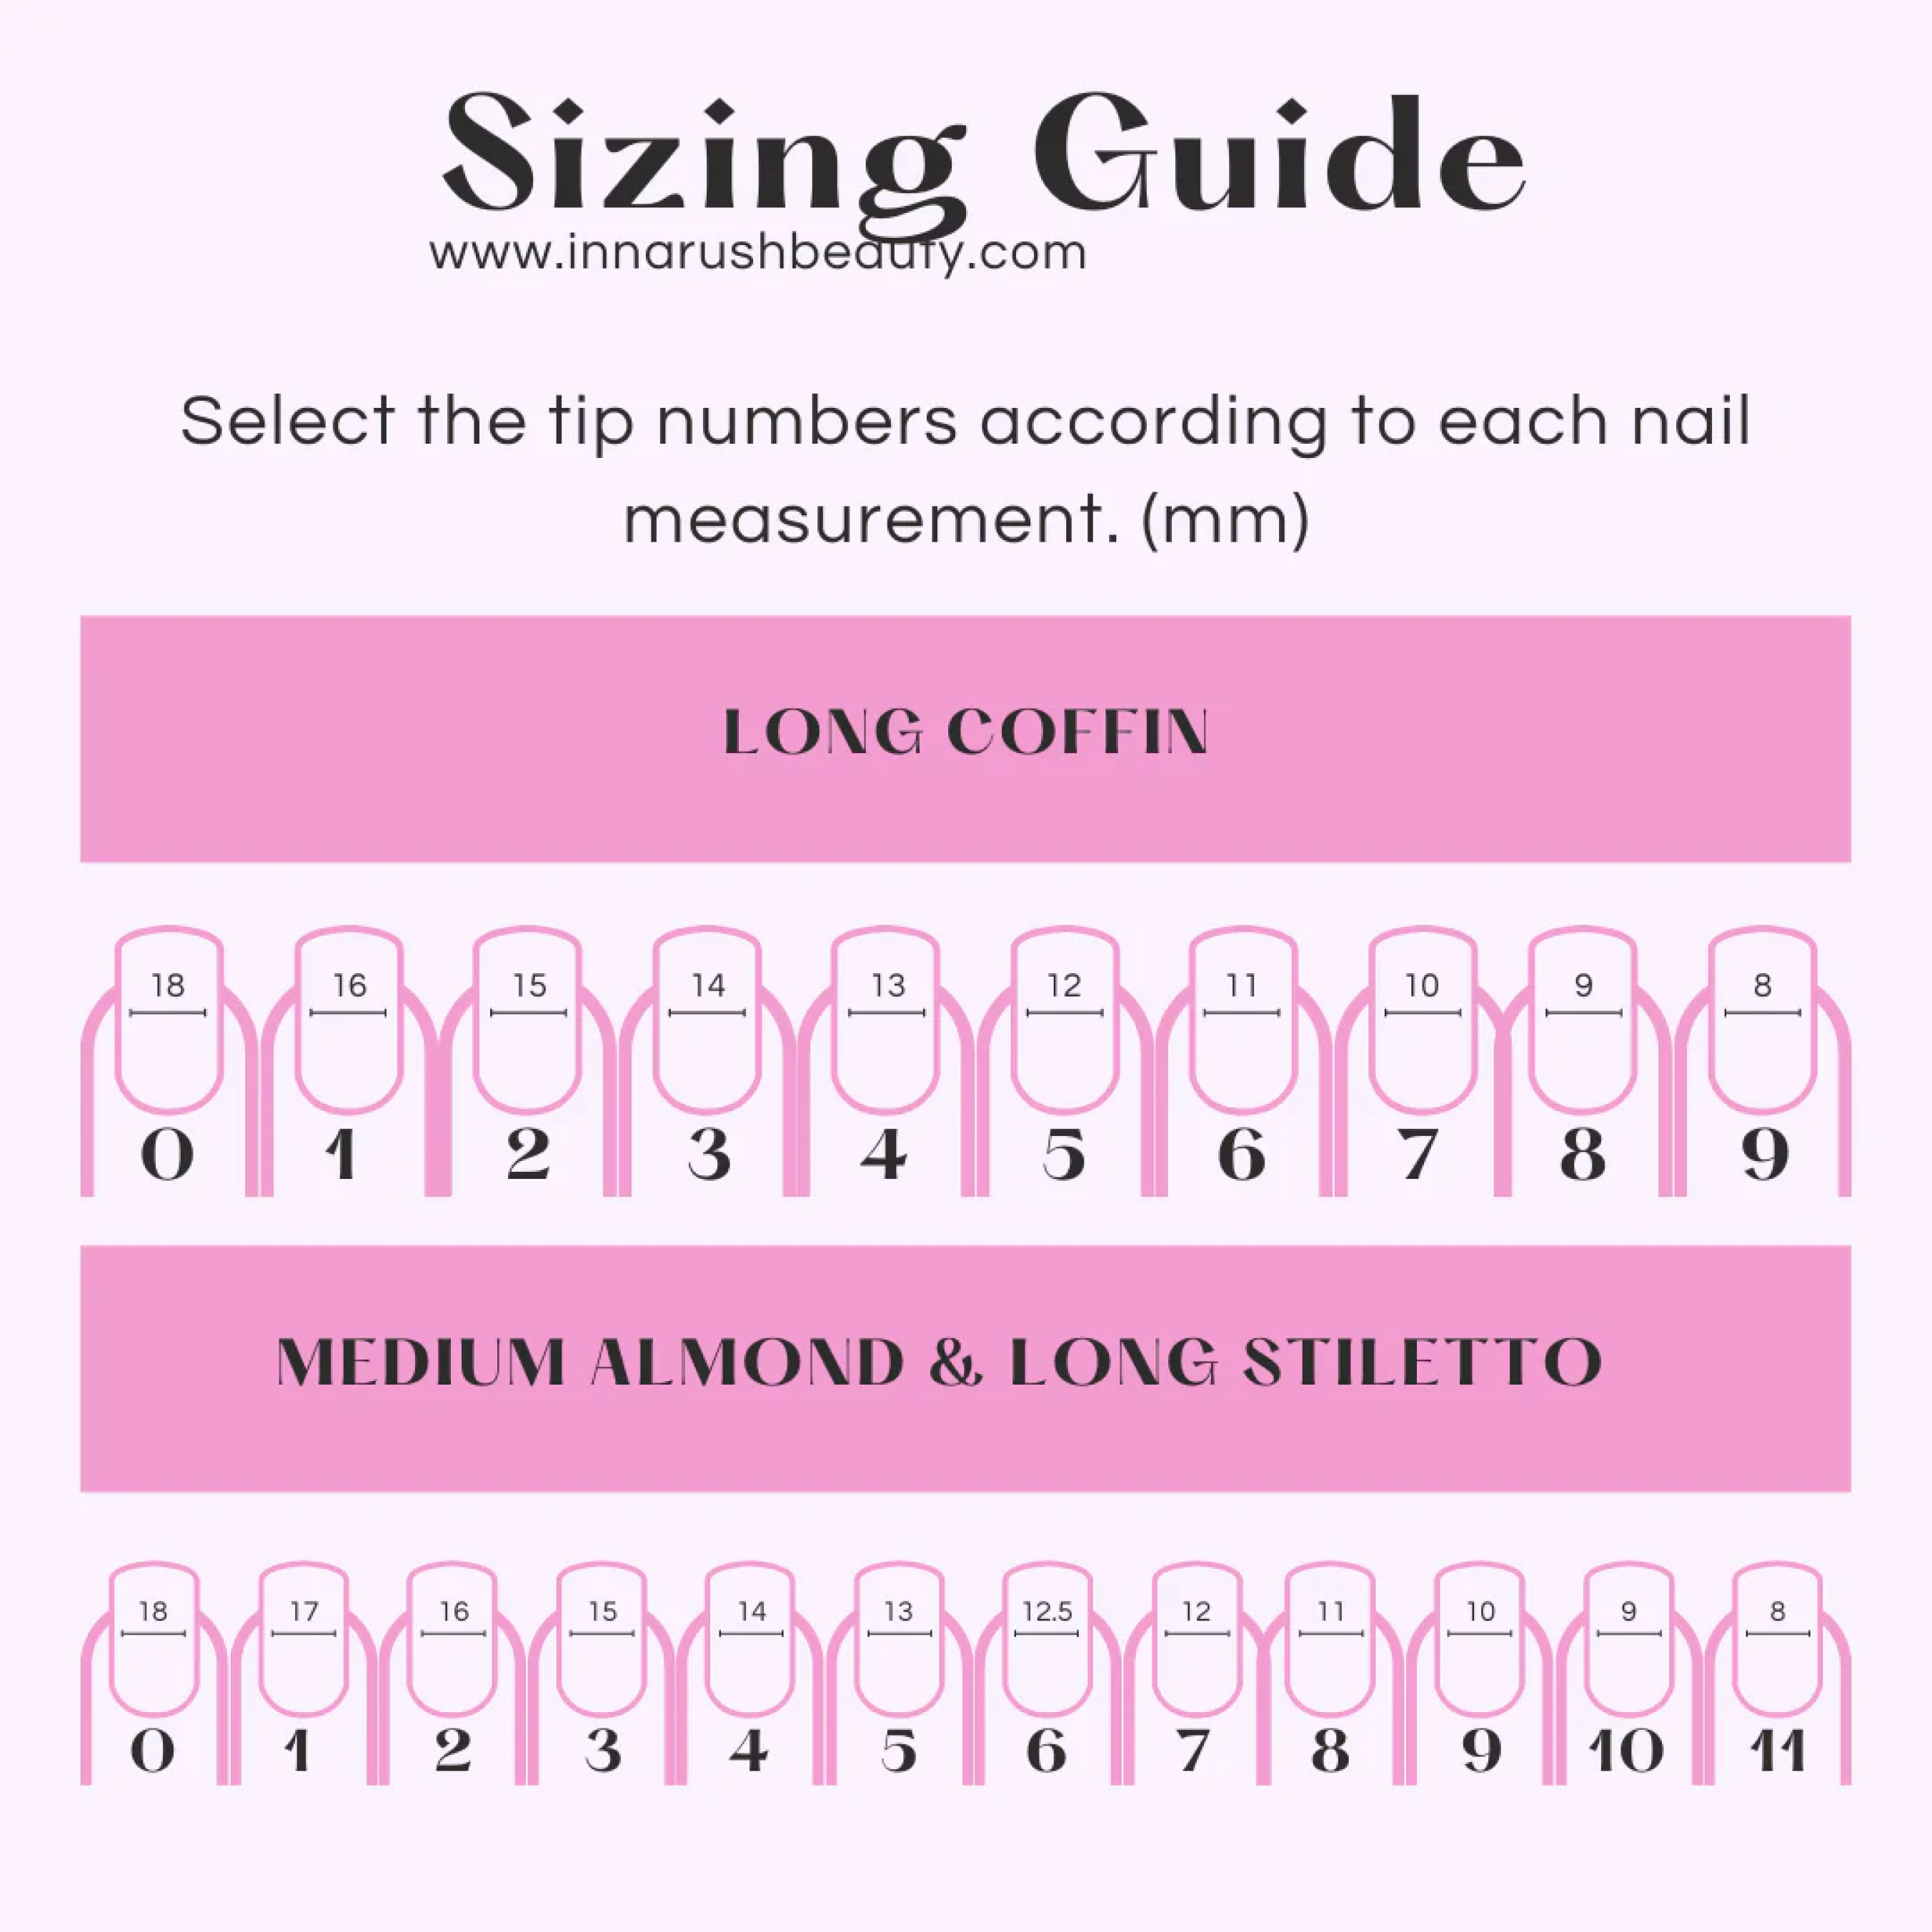 Sizing Guide
www.innarushbeauty.com
Select the tip numbers according to each nail
measurement. (mm)
LONG COFFIN
18 16 15 14 13 12 11 10 9 8
0 1 2 3 4 5 6 7 8 9
MEDIUM ALMOND & LONG STILETTO
18 17 16 15 14 13 12.5 12 11 10 9 8
0 1 2 3 4 5 6 7 8 9 10 11